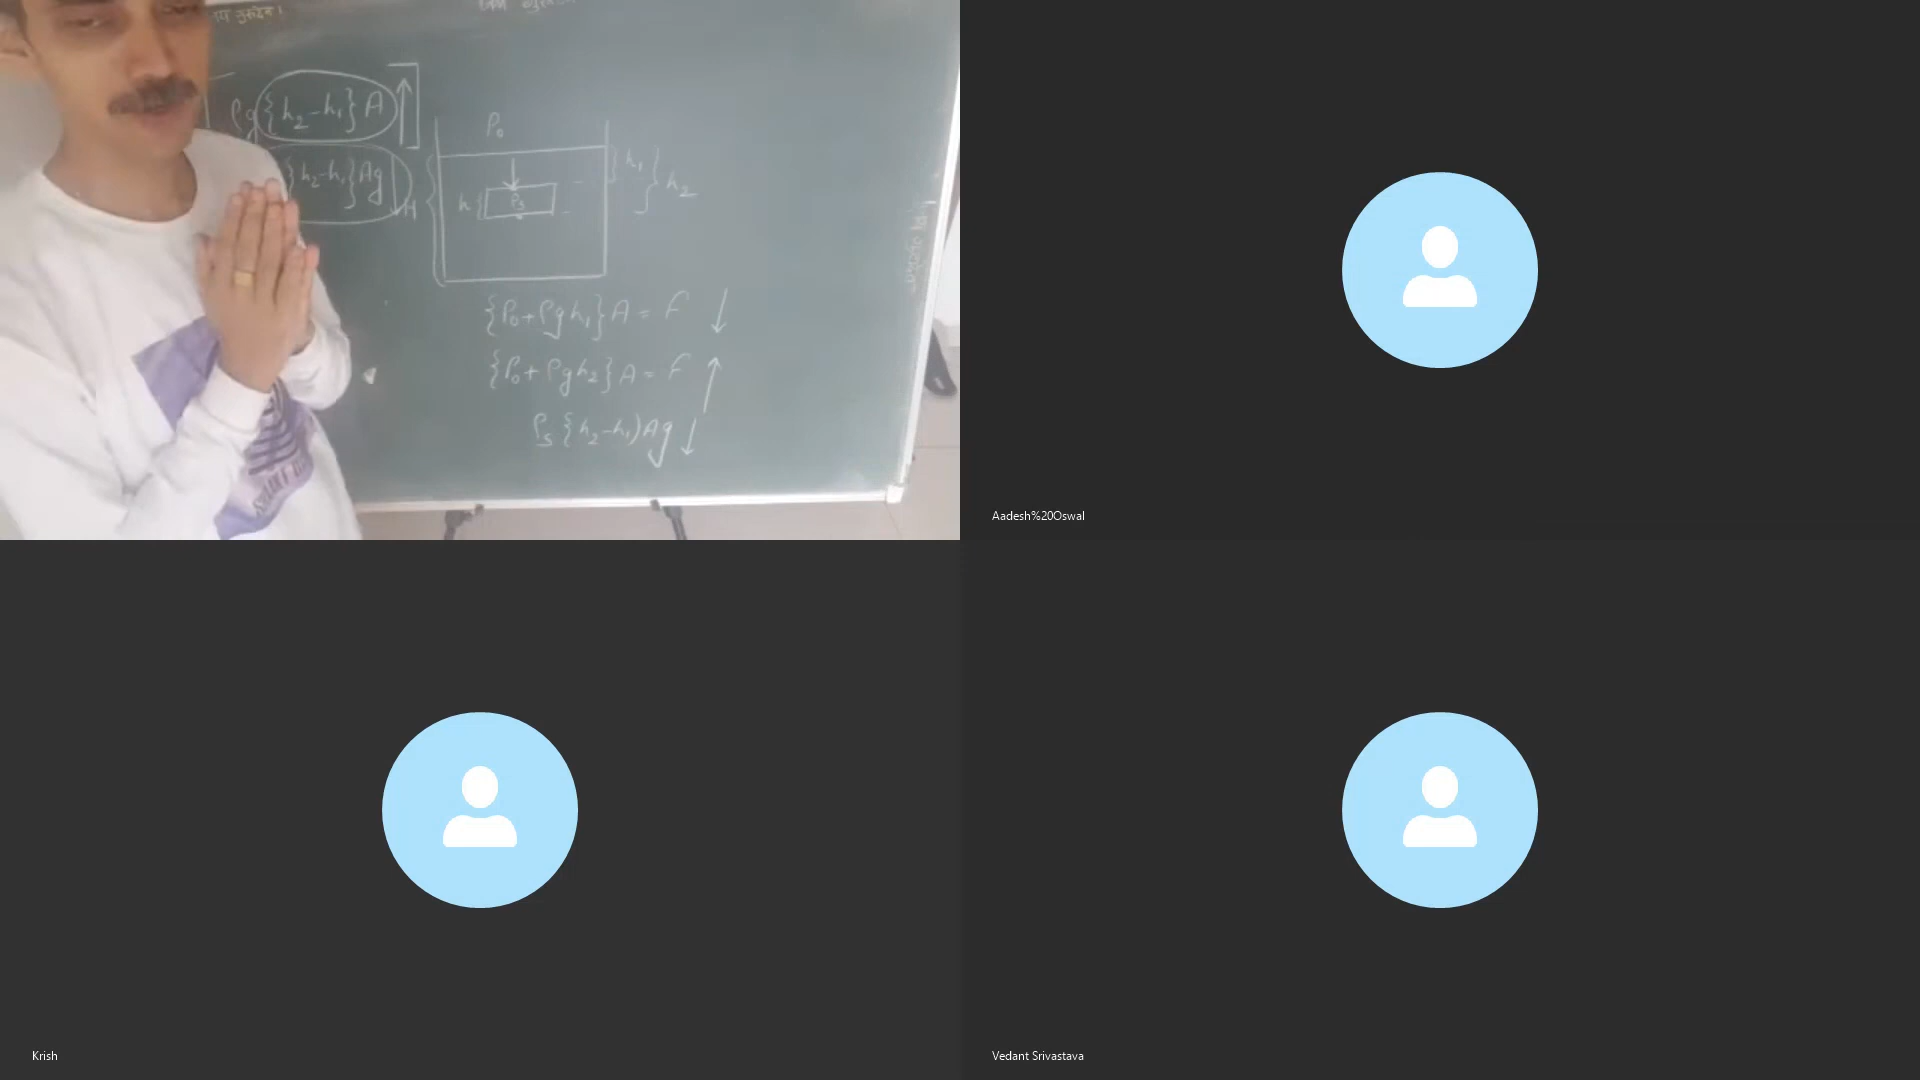 ρg{h₂-h₁}A
}h₂-h₁}Ag
P₀
h₁
h₂
h
ρₛ
H
{P₀+ρgh₁}A = F ↓
{P₀+ρgh₂}A = F ↑
ρₛ{h₂-h₁)Ag ↓
Aadesh%20Oswal
Krish
Vedant Srivastava